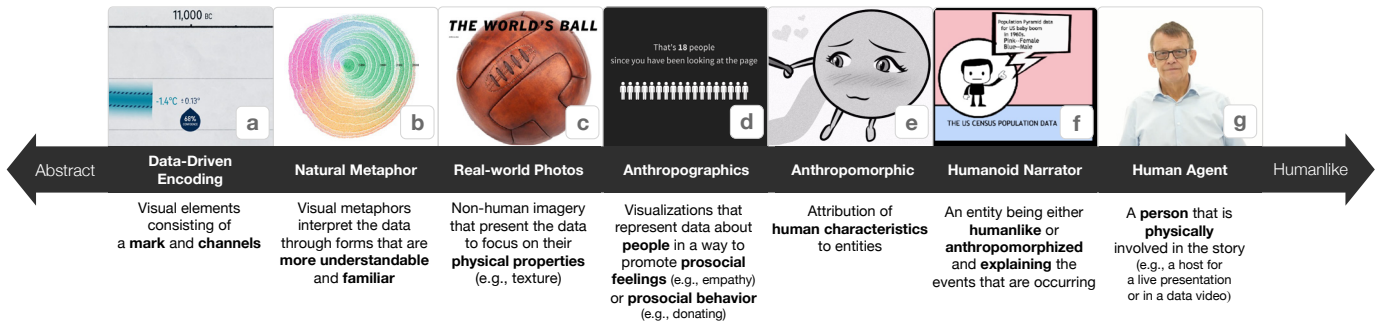 11,000 BC
-1.4°C ±0.13°
68%
a
b
THE WORLD'S BALL
c
That's 18 people
since you have been looking at the page
d
e
Population Pyramid data
for US baby boom
in 1960s.
Pink--Female
Blue--Male
THE US CENSUS POPULATION DATA
f
g
Abstract
Data-Driven
Encoding
Natural Metaphor
Real-world Photos
Anthropographics
Anthropomorphic
Humanoid Narrator
Human Agent
Humanlike
Visual elements
consisting of
a mark and channels
Visual metaphors
interpret the data
through forms that are
more understandable
and familiar
Non-human imagery
that present the data
to focus on their
physical properties
(e.g., texture)
Visualizations that
represent data about
people in a way to
promote prosocial
feelings (e.g., empathy)
or prosocial behavior
(e.g., donating)
Attribution of
human characteristics
to entities
An entity being either
humanlike or
anthropomorphized
and explaining the
events that are occurring
A person that is
physically
involved in the story
(e.g., a host for
a live presentation
or in a data video)